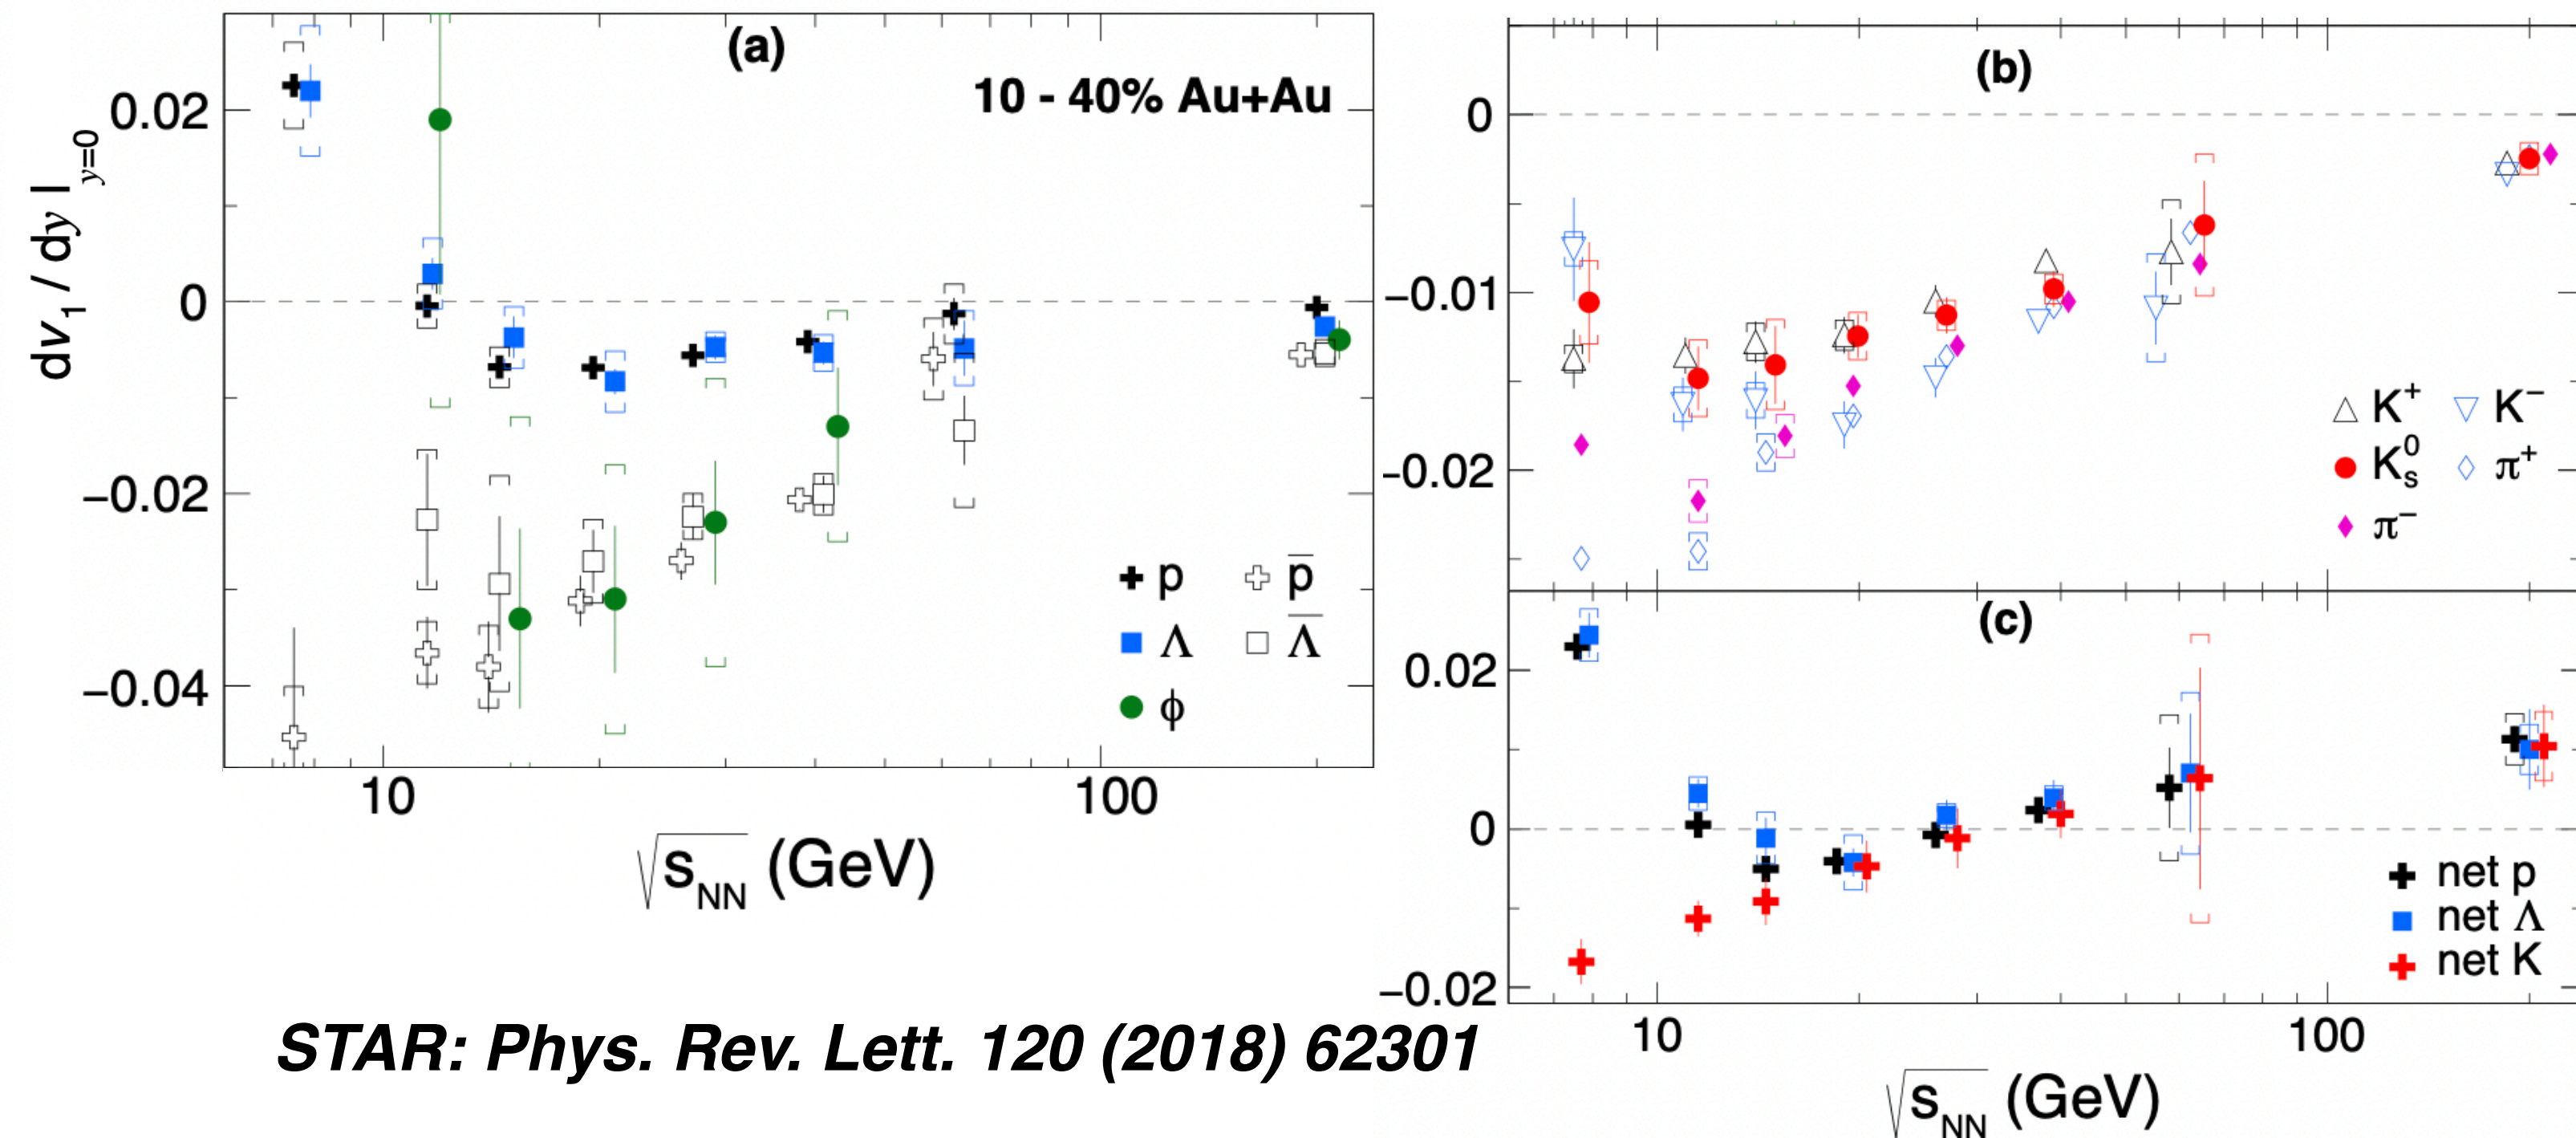 (a)
10 - 40% Au+Au
dv₁ / dy |y=0
0.02
0
−0.02
−0.04
p p̅
Λ Λ̅
ϕ
10 100
√sNN (GeV)
(b)
0
−0.01
−0.02
K⁺ K⁻
K⁰s π⁺
π⁻
(c)
0.02
0
−0.02
net p
net Λ
net K
10 100
√sNN (GeV)
STAR: Phys. Rev. Lett. 120 (2018) 62301